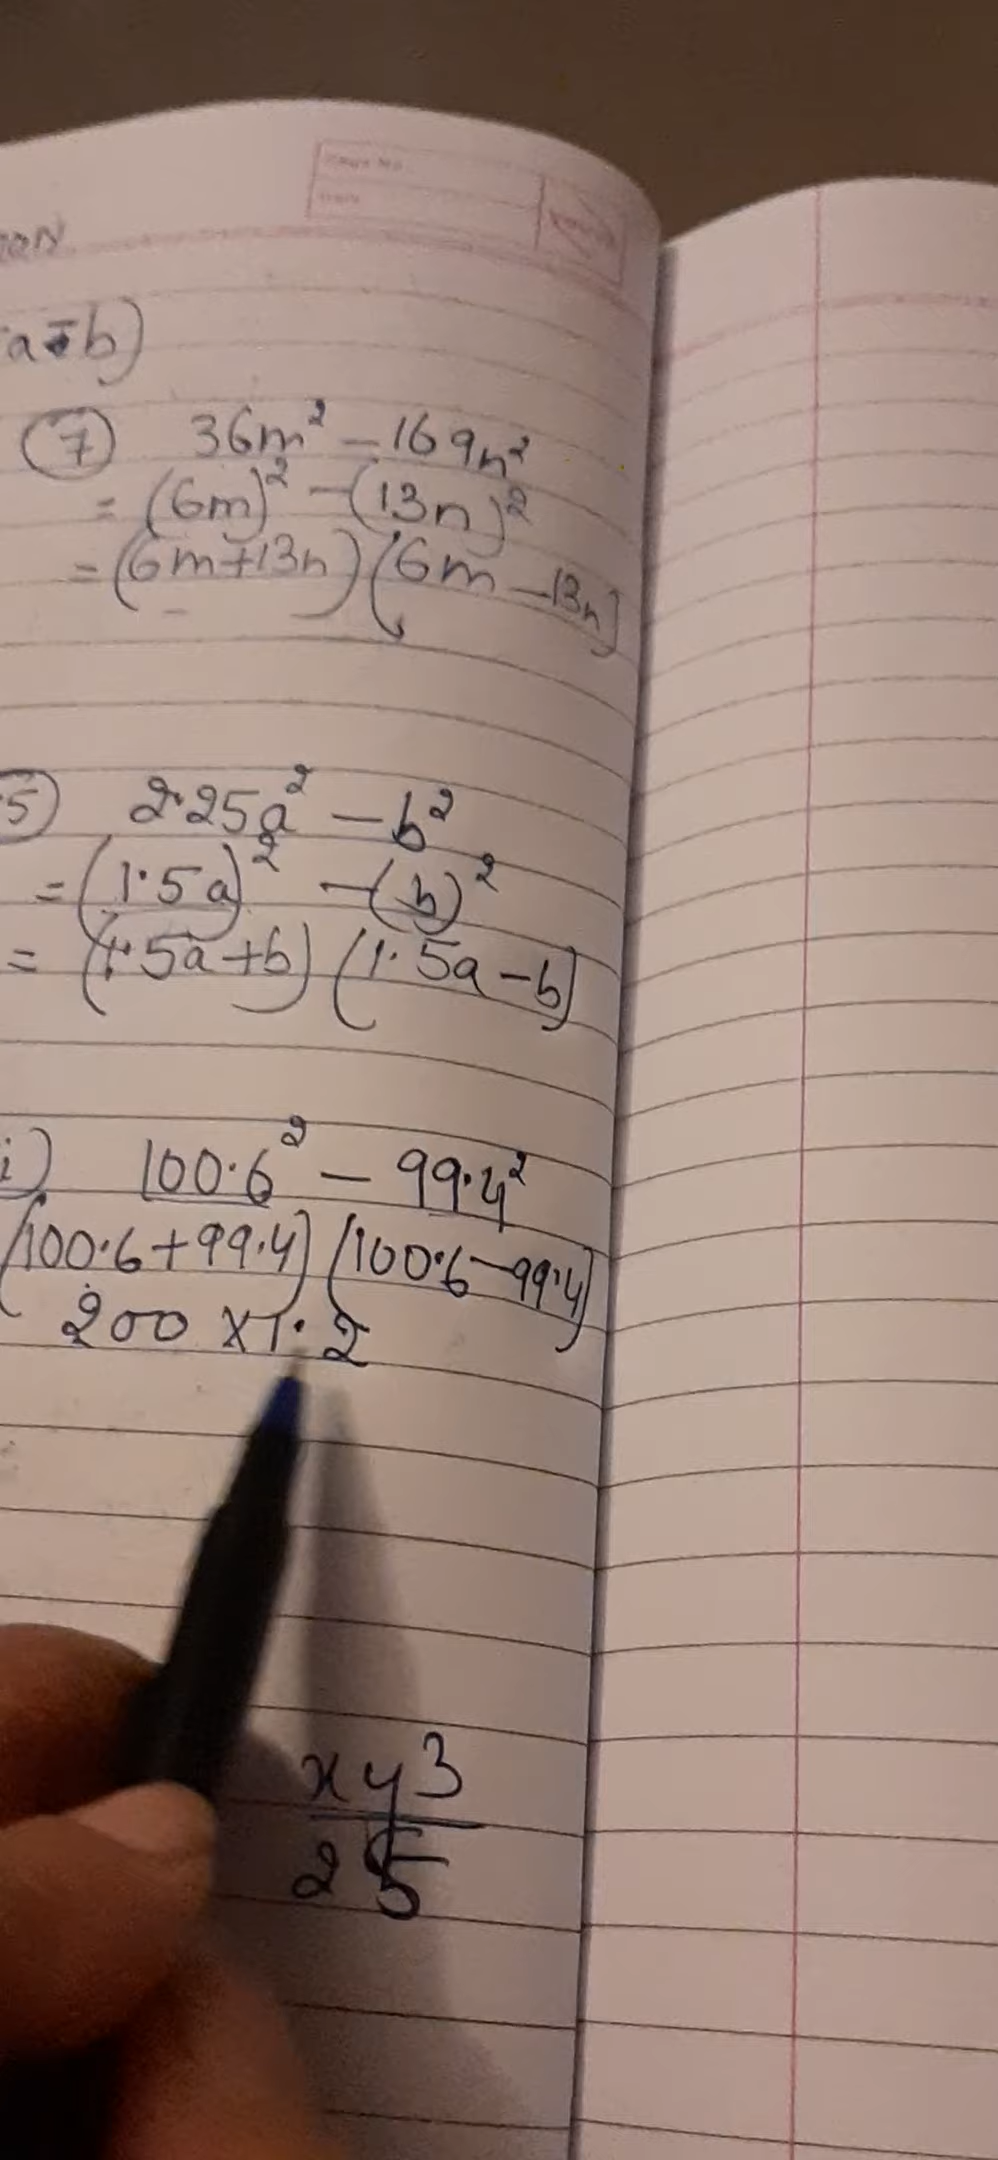 a-b)
7 36m² - 169n²
= (6m)² - (13n)²
= (6m+13n) (6m - 13n)
5) 2.25a² - b²
= (1.5a)² - (b)²
= (1.5a+b) (1.5a-b)
i) 100.6² - 99.4²
(100.6+99.4) (100.6-99.4)
200 x 1.2
xy3
25